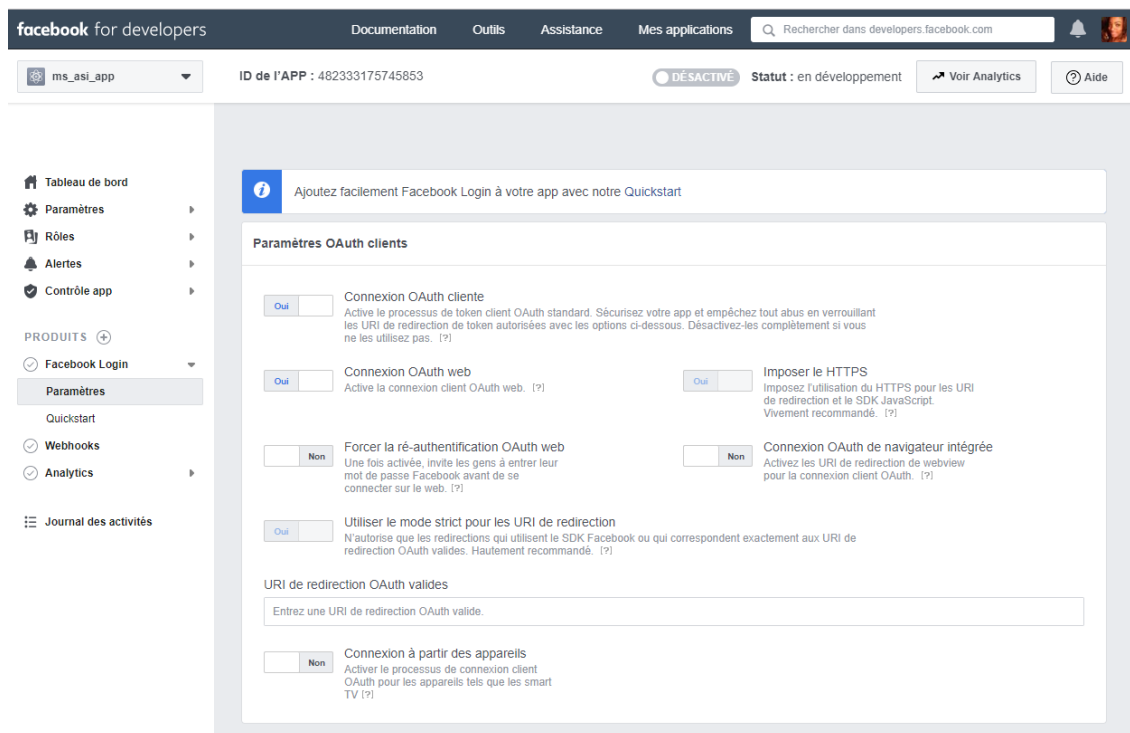 facebook for developers
Documentation
Outils
Assistance
Mes applications
Rechercher dans developers.facebook.com
ms_asi_app
ID de l'APP : 482333175745853
DÉSACTIVÉ
Statut : en développement
Voir Analytics
Aide
Tableau de bord
Paramètres
Rôles
Alertes
Contrôle app
PRODUITS
Facebook Login
Paramètres
Quickstart
Webhooks
Analytics
Journal des activités
Ajoutez facilement Facebook Login à votre app avec notre Quickstart
Paramètres OAuth clients
Oui
Connexion OAuth cliente
Active le processus de token client OAuth standard. Sécurisez votre app et empêchez tout abus en verrouillant
les URI de redirection de token autorisées avec les options ci-dessous. Désactivez-les complètement si vous
ne les utilisez pas. [?]
Oui
Connexion OAuth web
Active la connexion client OAuth web. [?]
Oui
Imposer le HTTPS
Imposez l'utilisation du HTTPS pour les URI
de redirection et le SDK JavaScript.
Vivement recommandé. [?]
Non
Forcer la ré-authentification OAuth web
Une fois activée, invite les gens à entrer leur
mot de passe Facebook avant de se
connecter sur le web. [?]
Non
Connexion OAuth de navigateur intégrée
Activez les URI de redirection de webview
pour la connexion client OAuth. [?]
Oui
Utiliser le mode strict pour les URI de redirection
N'autorise que les redirections qui utilisent le SDK Facebook ou qui correspondent exactement aux URI de
redirection OAuth valides. Hautement recommandé. [?]
URI de redirection OAuth valides
Entrez une URI de redirection OAuth valide.
Non
Connexion à partir des appareils
Activer le processus de connexion client
OAuth pour les appareils tels que les smart
TV [?]